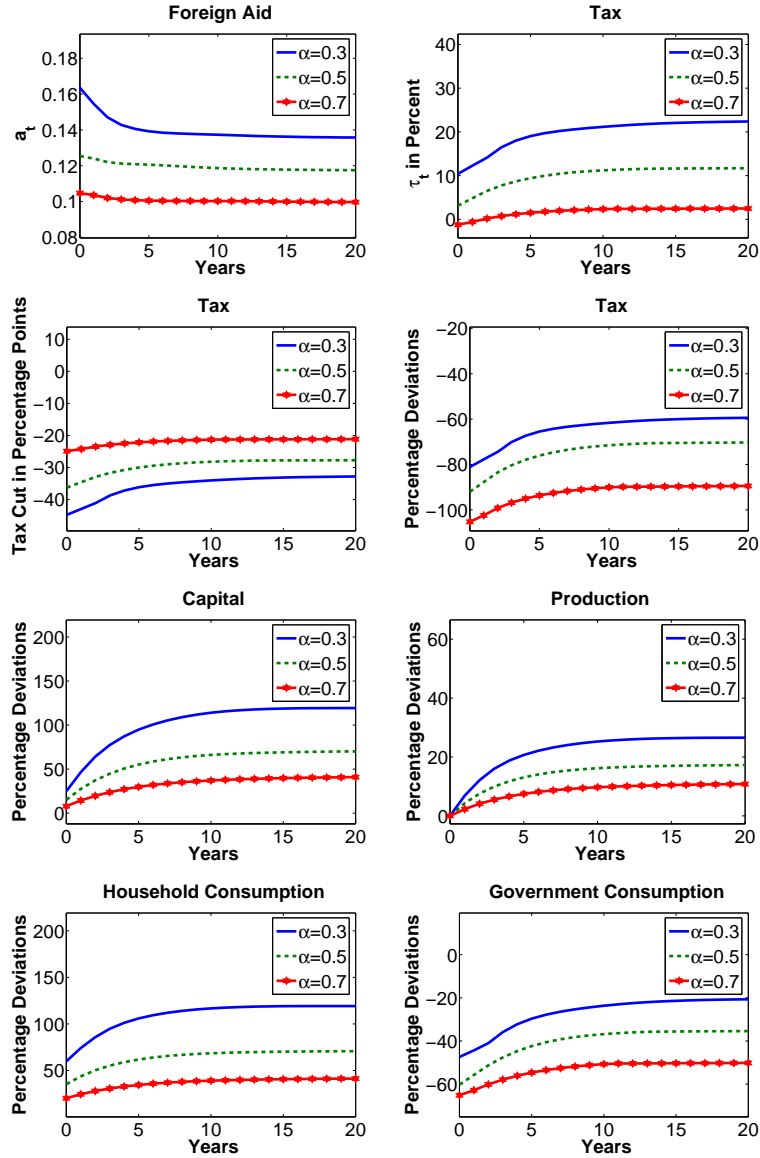 Foreign Aid
a_t
0.18
0.16
0.14
0.12
0.1
0.08
0 5 10 15 20
Years
α=0.3
α=0.5
α=0.7
Tax
τ_t in Percent
40
30
20
10
0
0 5 10 15 20
Years
α=0.3
α=0.5
α=0.7
Tax
Tax Cut in Percentage Points
10
0
−10
−20
−30
−40
0 5 10 15 20
Years
α=0.3
α=0.5
α=0.7
Tax
Percentage Deviations
−20
−40
−60
−80
−100
0 5 10 15 20
Years
α=0.3
α=0.5
α=0.7
Capital
Percentage Deviations
200
150
100
50
0
0 5 10 15 20
Years
α=0.3
α=0.5
α=0.7
Production
Percentage Deviations
60
40
20
0
0 5 10 15 20
Years
α=0.3
α=0.5
α=0.7
Household Consumption
Percentage Deviations
200
150
100
50
0 5 10 15 20
Years
α=0.3
α=0.5
α=0.7
Government Consumption
Percentage Deviations
0
−20
−40
−60
0 5 10 15 20
Years
α=0.3
α=0.5
α=0.7